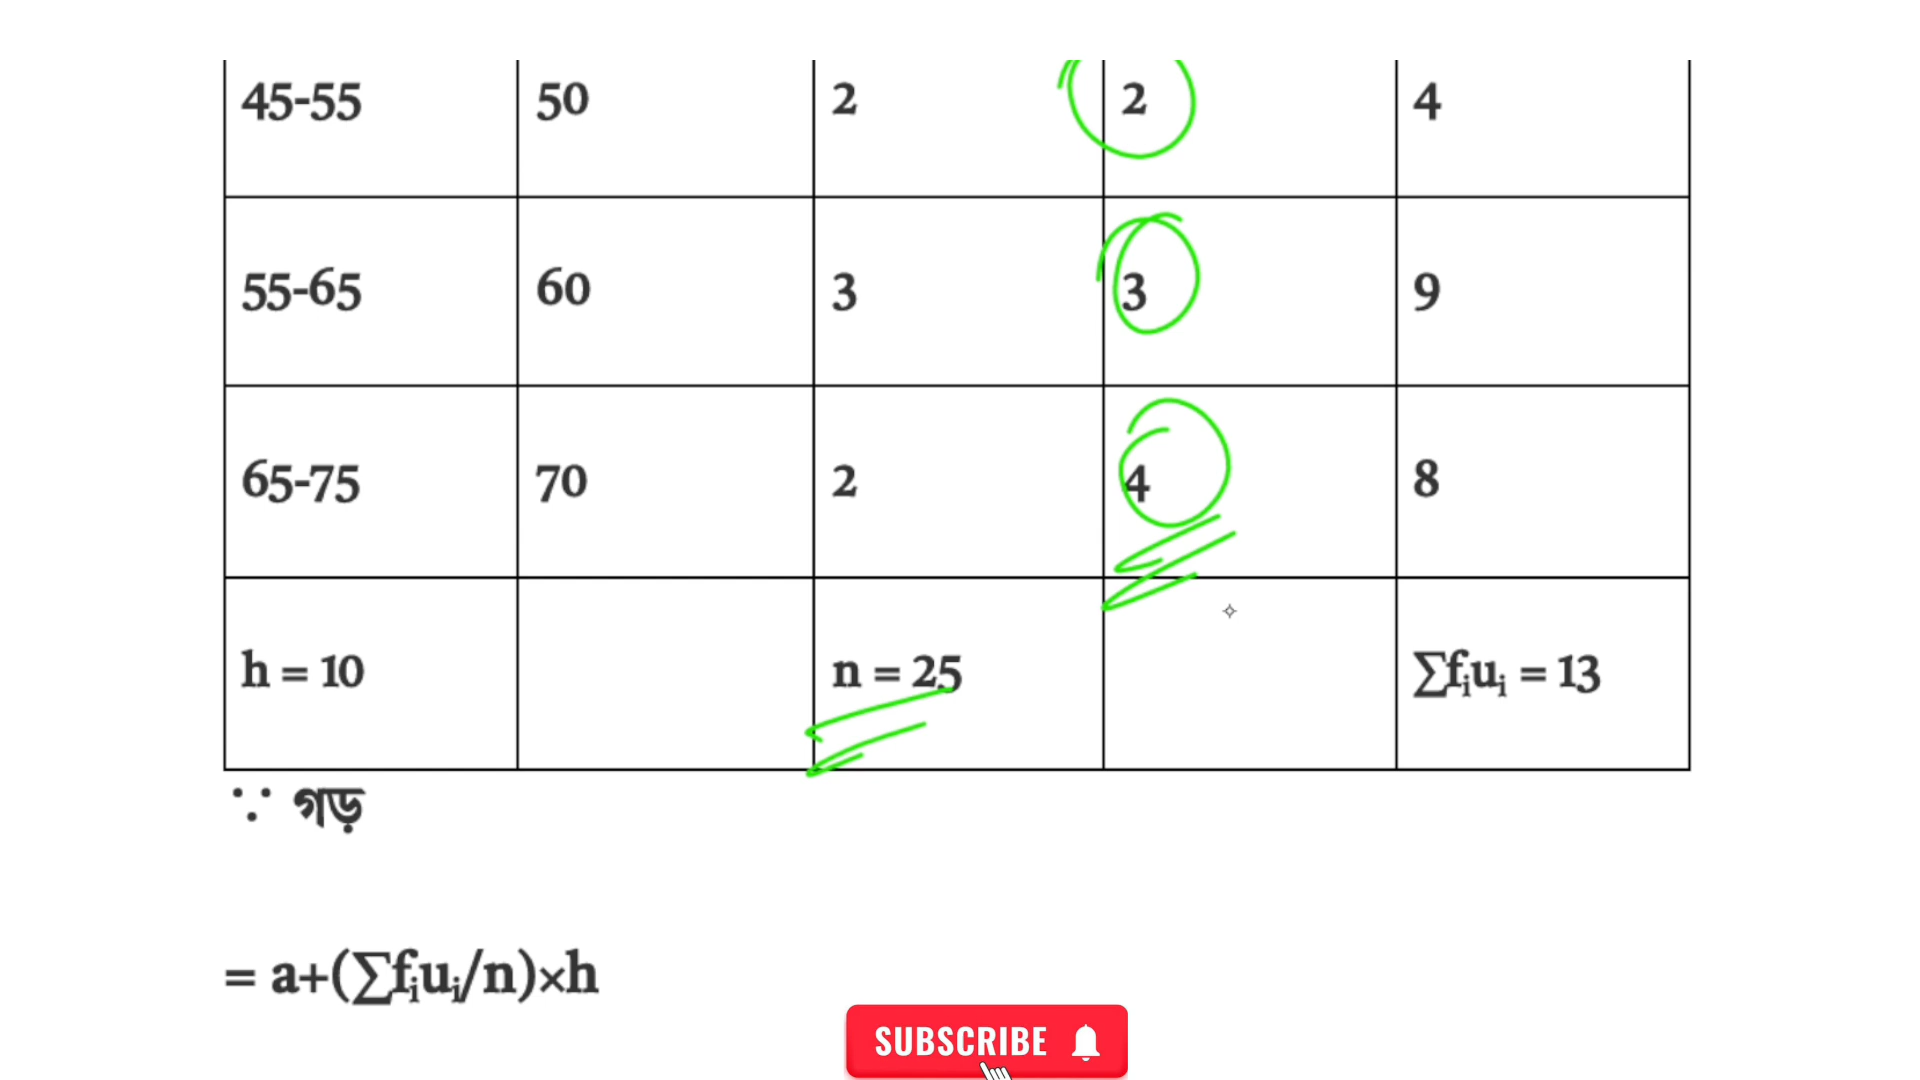 45-55 50 2 2 4
55-65 60 3 3 9
65-75 70 2 4 8
h = 10 n = 25 ∑fᵢuᵢ = 13
∵ গড়
= a+(∑fᵢuᵢ/n)×h
SUBSCRIBE